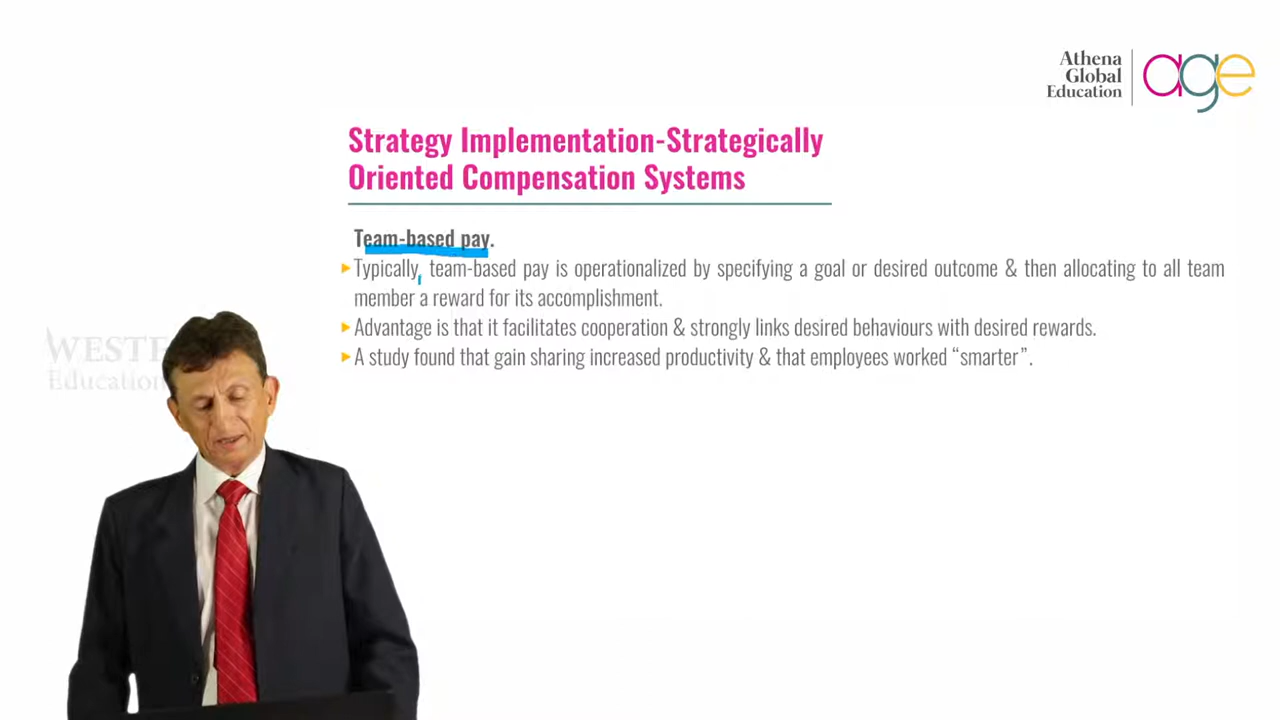 Athena
Global
Education
age
Strategy Implementation-Strategically
Oriented Compensation Systems
Team-based pay.
Typically, team-based pay is operationalized by specifying a goal or desired outcome & then allocating to all team
member a reward for its accomplishment.
Advantage is that it facilitates cooperation & strongly links desired behaviours with desired rewards.
A study found that gain sharing increased productivity & that employees worked “smarter”.
Education